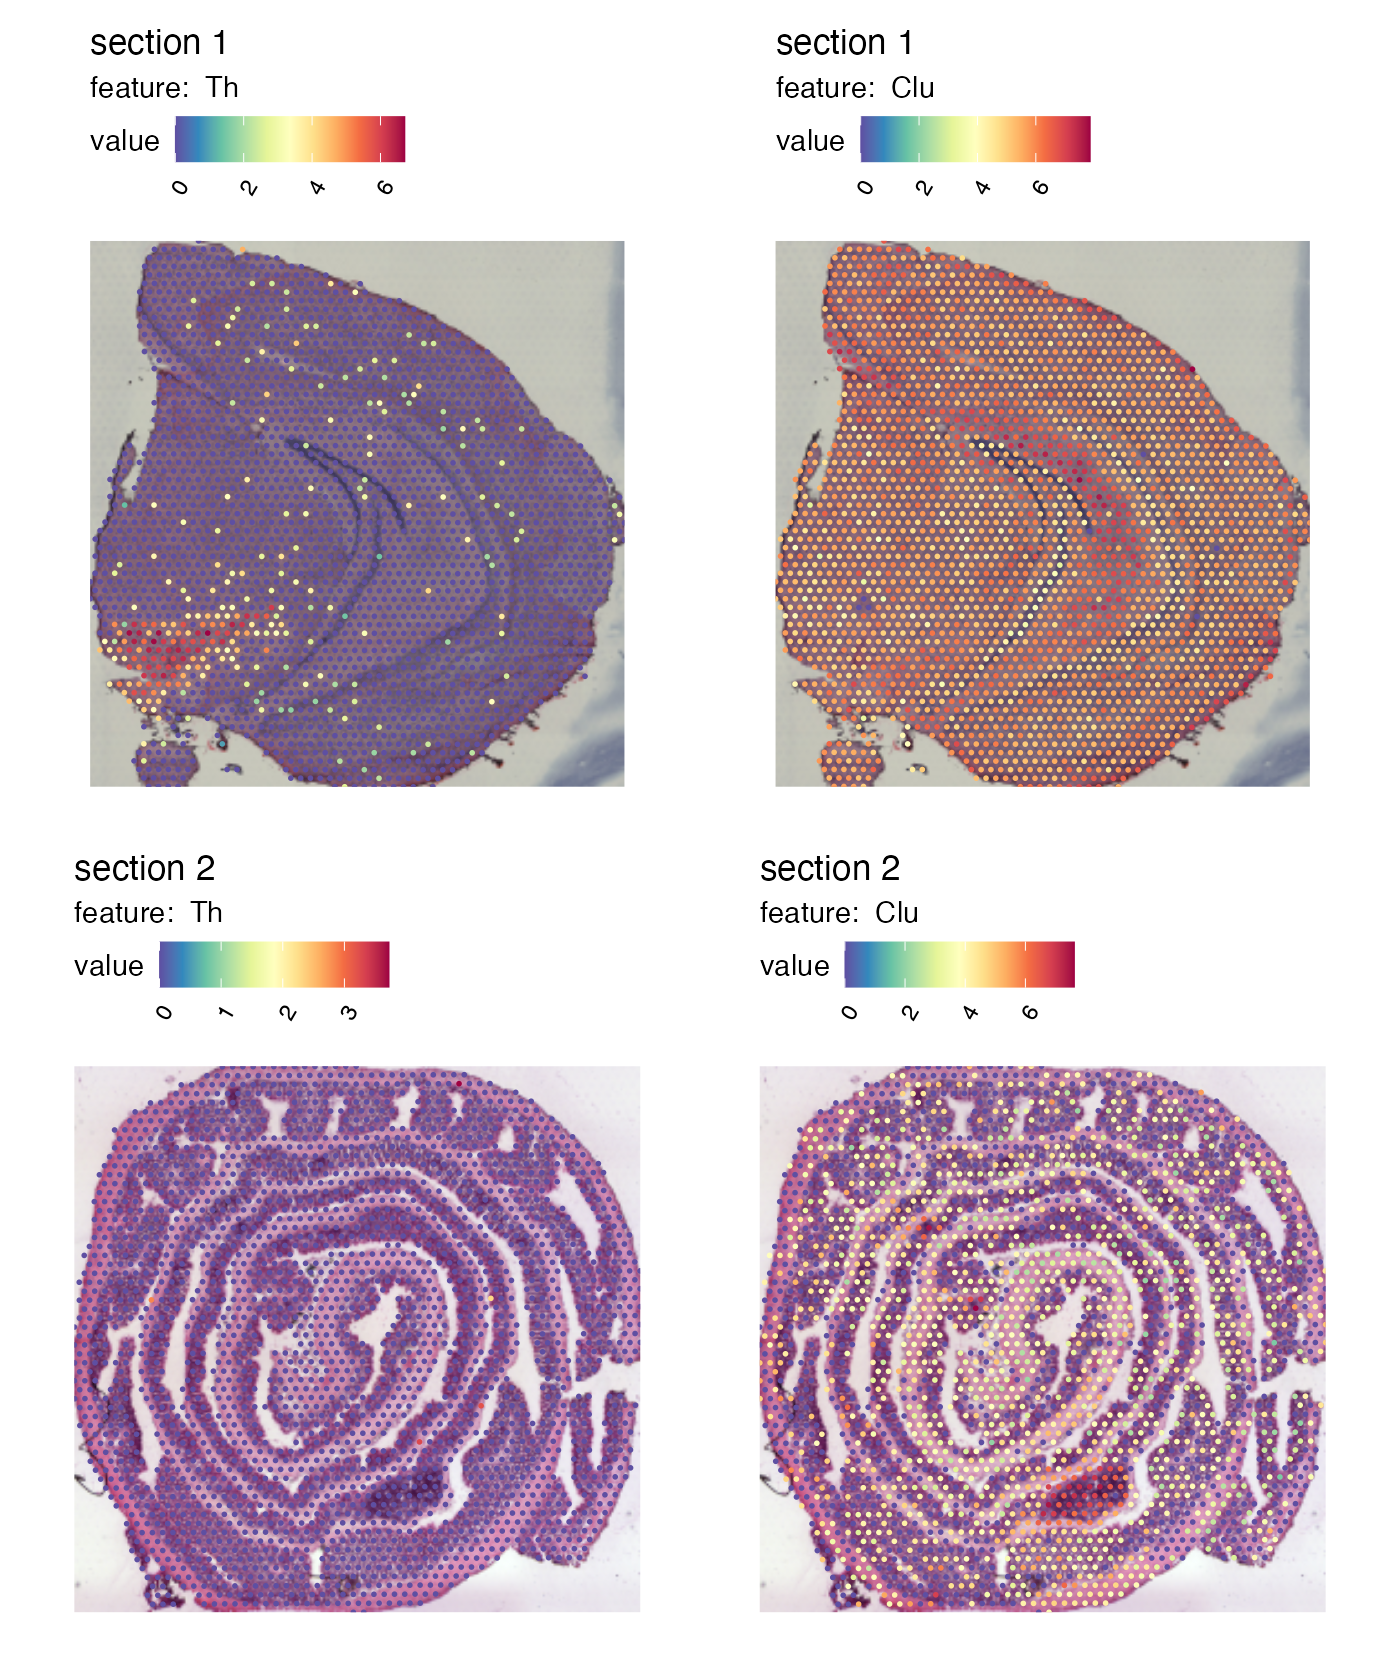 section 1
feature: Th
value
0 2 4 6
section 1
feature: Clu
value
0 2 4 6
section 2
feature: Th
value
0 1 2 3
section 2
feature: Clu
value
0 2 4 6